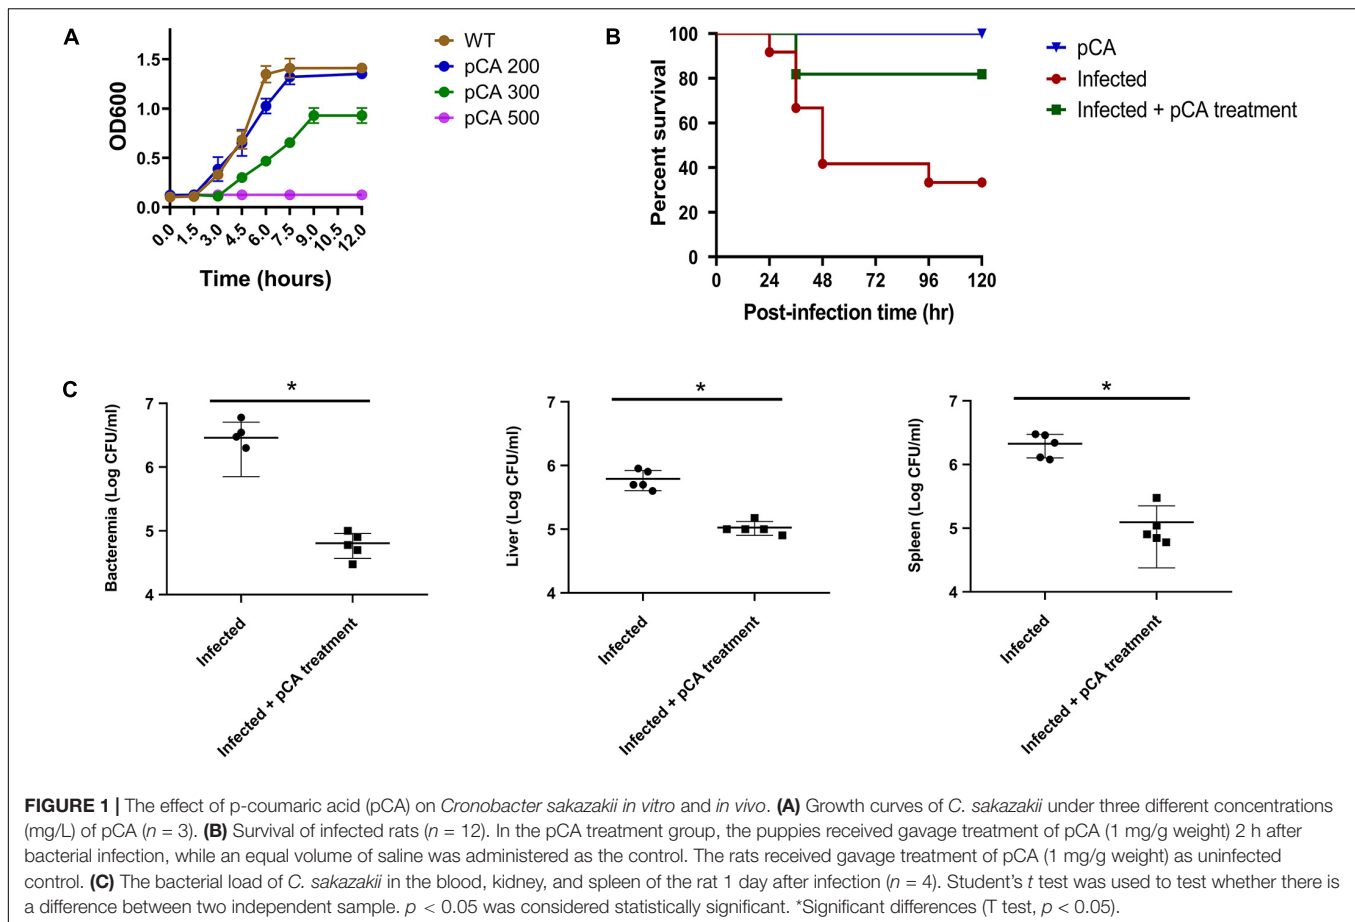 A
1.5
1.0
0.5
0.0
OD600
0.0
1.5
3.0
4.5
6.0
7.5
9.0
10.5
12.0
Time (hours)
WT
pCA 200
pCA 300
pCA 500
B
100
80
60
40
20
0
Percent survival
0
24
48
72
96
120
Post-infection time (hr)
pCA
Infected
Infected + pCA treatment
C
*
7
6
5
4
Bacteremia (Log CFU/ml)
Infected
Infected + pCA treatment
*
7
6
5
4
Liver (Log CFU/ml)
Infected
Infected + pCA treatment
*
7
6
5
4
Spleen (Log CFU/ml)
Infected
Infected + pCA treatment
FIGURE 1 | The effect of p-coumaric acid (pCA) on Cronobacter sakazakii in vitro and in vivo. (A) Growth curves of C. sakazakii under three different concentrations
(mg/L) of pCA (n = 3). (B) Survival of infected rats (n = 12). In the pCA treatment group, the puppies received gavage treatment of pCA (1 mg/g weight) 2 h after
bacterial infection, while an equal volume of saline was administered as the control. The rats received gavage treatment of pCA (1 mg/g weight) as uninfected
control. (C) The bacterial load of C. sakazakii in the blood, kidney, and spleen of the rat 1 day after infection (n = 4). Student's t test was used to test whether there is
a difference between two independent sample. p < 0.05 was considered statistically significant. *Significant differences (T test, p < 0.05).